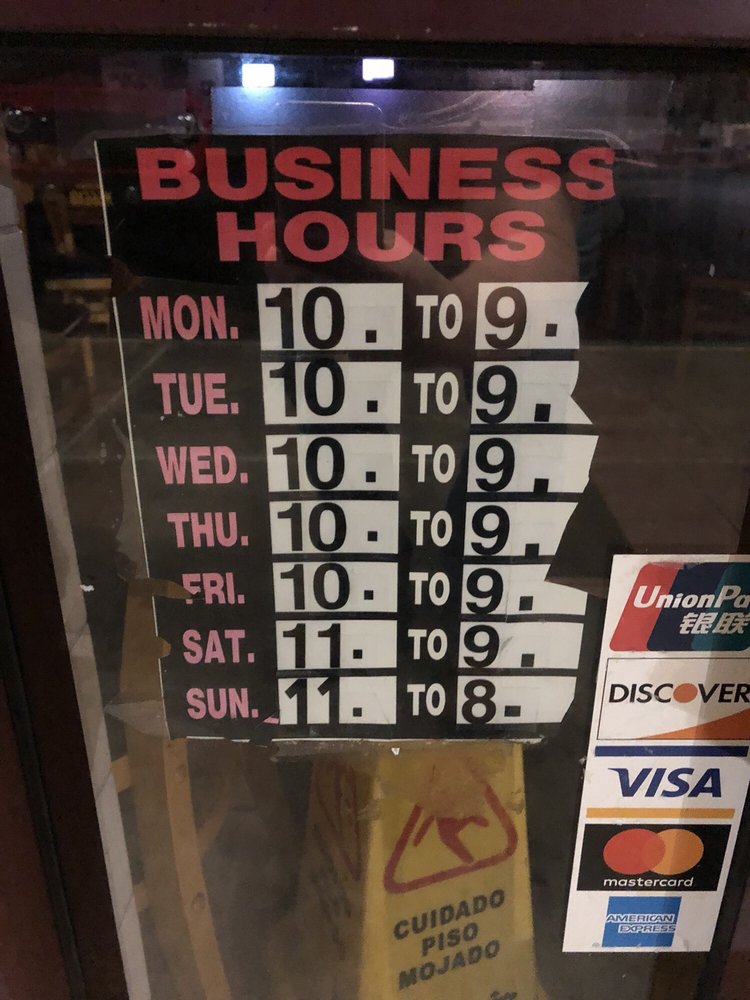 BUSINESS
HOURS
MON. 10. TO 9.
TUE. 10. TO 9.
WED. 10. TO 9.
THU. 10. TO 9.
FRI. 10. TO 9.
SAT. 11. TO 9.
SUN. 11. TO 8.
UnionPa
银联
DISCOVER
VISA
mastercard
AMERICAN
EXPRESS
CUIDADO
PISO
MOJADO